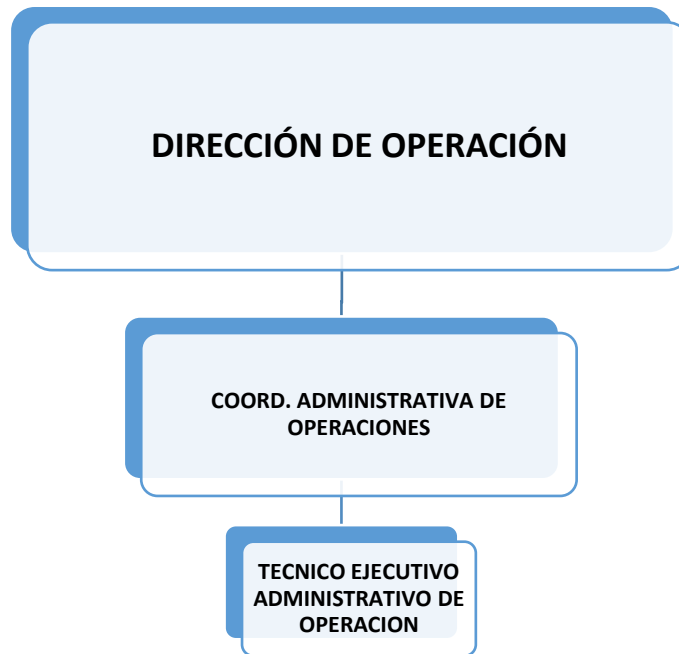 DIRECCIÓN DE OPERACIÓN
COORD. ADMINISTRATIVA DE
OPERACIONES
TECNICO EJECUTIVO
ADMINISTRATIVO DE
OPERACION